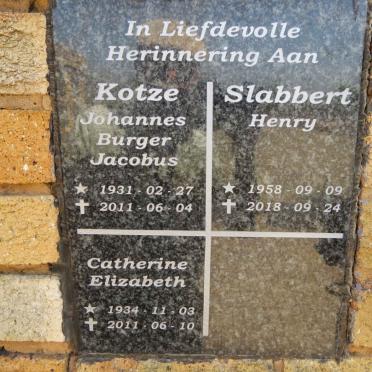 In Liefdevolle
Herinnering Aan
Kotze
Johannes
Burger
Jacobus
★ 1931 - 02 - 27
✝ 2011 - 06 - 04
Slabbert
Henry
★ 1958 - 09 - 09
✝ 2018 - 09 - 24
Catherine
Elizabeth
★ 1934 - 11 - 03
✝ 2011 - 06 - 10